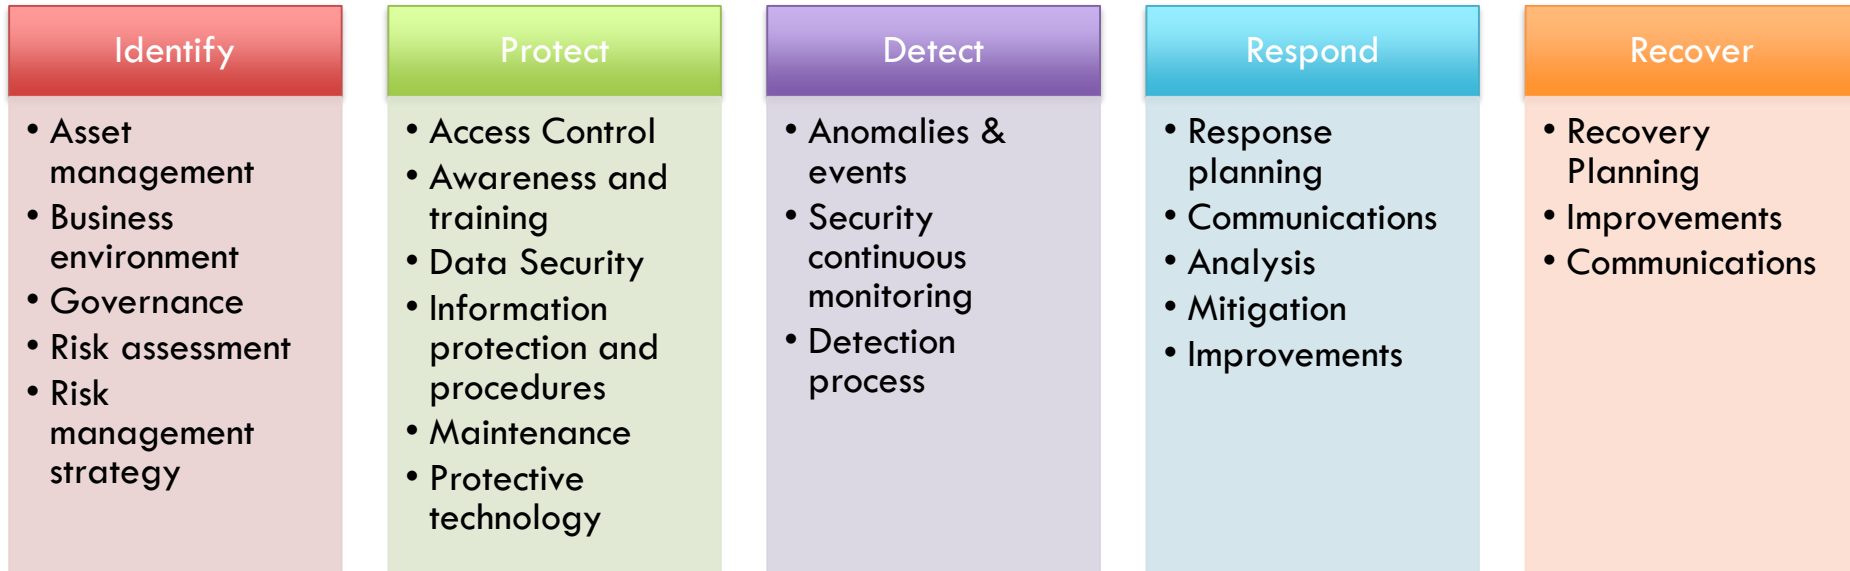 Identify
• Asset
management
• Business
environment
• Governance
• Risk assessment
• Risk
management
strategy
Protect
• Access Control
• Awareness and
training
• Data Security
• Information
protection and
procedures
• Maintenance
• Protective
technology
Detect
• Anomalies &
events
• Security
continuous
monitoring
• Detection
process
Respond
• Response
planning
• Communications
• Analysis
• Mitigation
• Improvements
Recover
• Recovery
Planning
• Improvements
• Communications